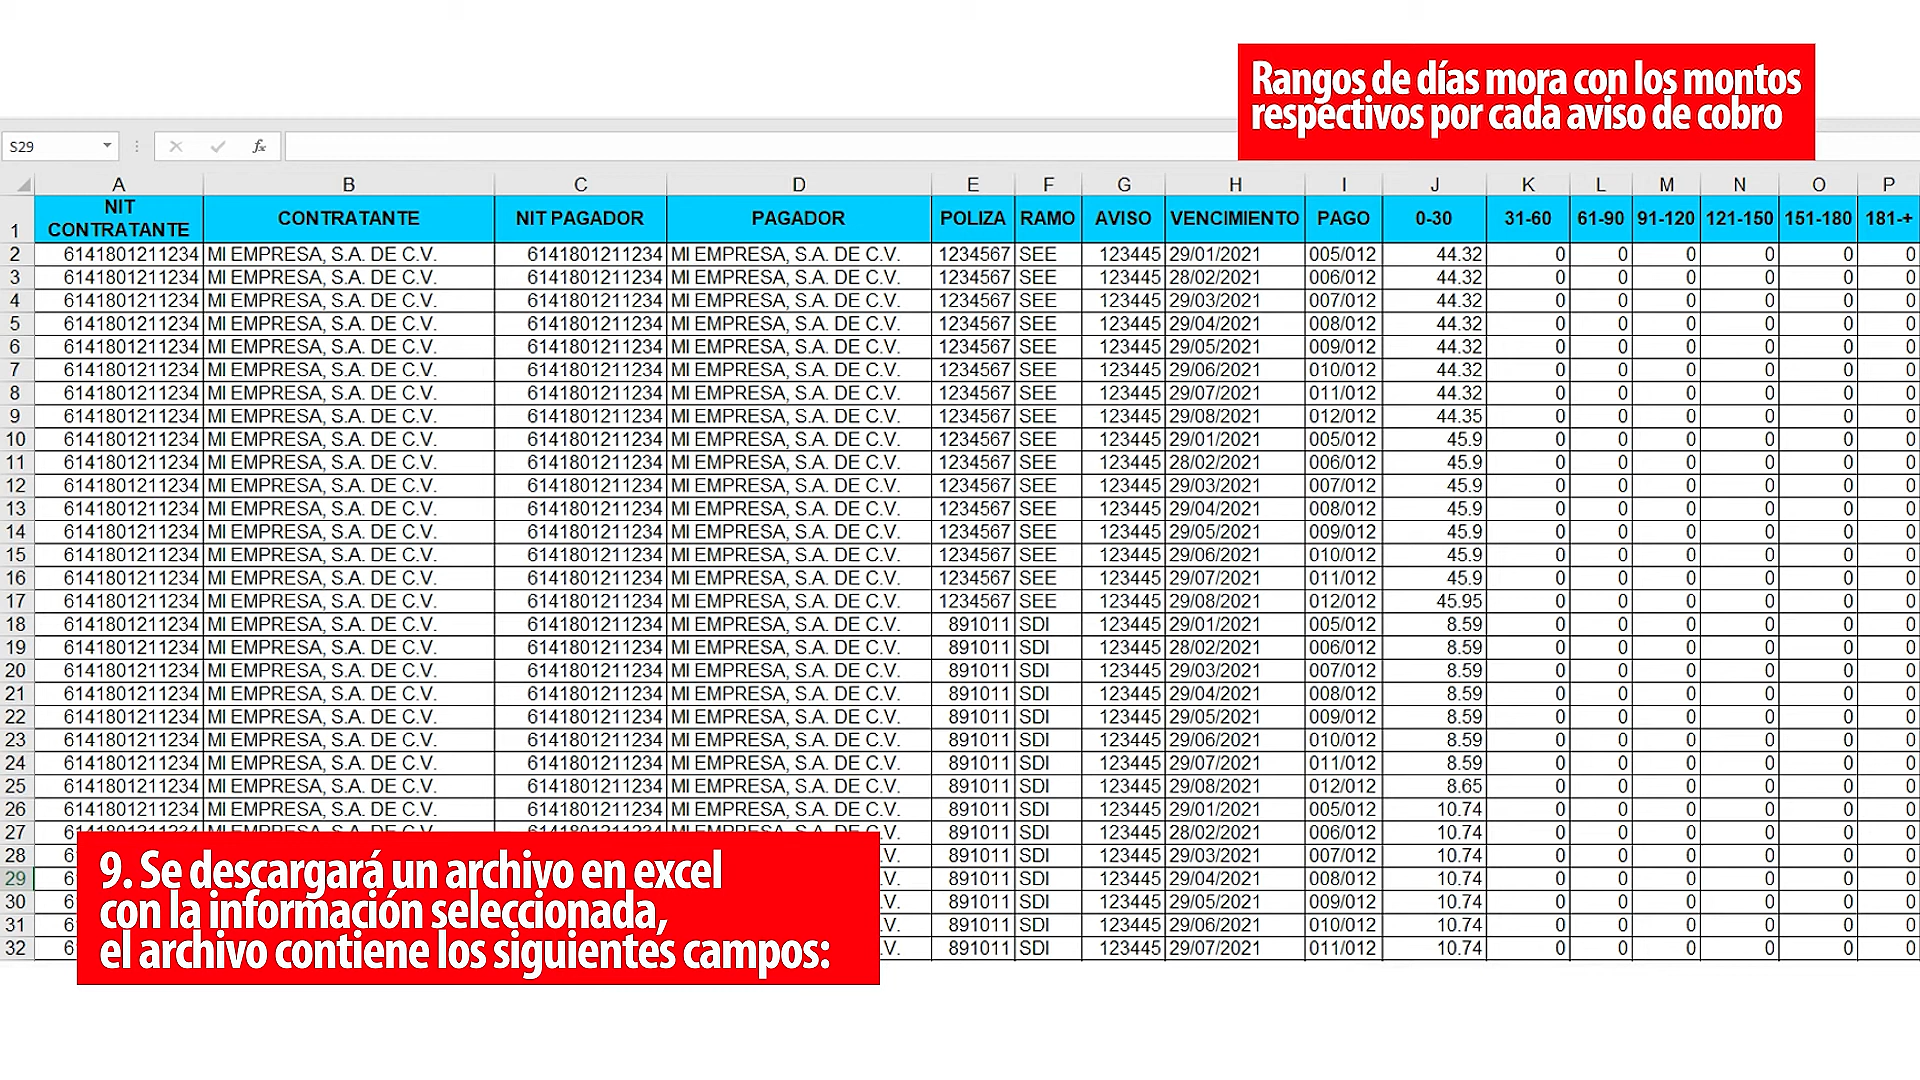 Rangos de días mora con los montos
respectivos por cada aviso de cobro
S29
fx
A B C D E F G H I J K L M N O P
1 NIT CONTRATANTE CONTRATANTE NIT PAGADOR PAGADOR POLIZA RAMO AVISO VENCIMIENTO PAGO 0-30 31-60 61-90 91-120 121-150 151-180 181-+
2 6141801211234 MI EMPRESA, S.A. DE C.V. 6141801211234 MI EMPRESA, S.A. DE C.V. 1234567 SEE 123445 29/01/2021 005/012 44.32 0 0 0 0 0 0
3 6141801211234 MI EMPRESA, S.A. DE C.V. 6141801211234 MI EMPRESA, S.A. DE C.V. 1234567 SEE 123445 28/02/2021 006/012 44.32 0 0 0 0 0 0
4 6141801211234 MI EMPRESA, S.A. DE C.V. 6141801211234 MI EMPRESA, S.A. DE C.V. 1234567 SEE 123445 29/03/2021 007/012 44.32 0 0 0 0 0 0
5 6141801211234 MI EMPRESA, S.A. DE C.V. 6141801211234 MI EMPRESA, S.A. DE C.V. 1234567 SEE 123445 29/04/2021 008/012 44.32 0 0 0 0 0 0
6 6141801211234 MI EMPRESA, S.A. DE C.V. 6141801211234 MI EMPRESA, S.A. DE C.V. 1234567 SEE 123445 29/05/2021 009/012 44.32 0 0 0 0 0 0
7 6141801211234 MI EMPRESA, S.A. DE C.V. 6141801211234 MI EMPRESA, S.A. DE C.V. 1234567 SEE 123445 29/06/2021 010/012 44.32 0 0 0 0 0 0
8 6141801211234 MI EMPRESA, S.A. DE C.V. 6141801211234 MI EMPRESA, S.A. DE C.V. 1234567 SEE 123445 29/07/2021 011/012 44.32 0 0 0 0 0 0
9 6141801211234 MI EMPRESA, S.A. DE C.V. 6141801211234 MI EMPRESA, S.A. DE C.V. 1234567 SEE 123445 29/08/2021 012/012 44.35 0 0 0 0 0 0
10 6141801211234 MI EMPRESA, S.A. DE C.V. 6141801211234 MI EMPRESA, S.A. DE C.V. 1234567 SEE 123445 29/01/2021 005/012 45.9 0 0 0 0 0 0
11 6141801211234 MI EMPRESA, S.A. DE C.V. 6141801211234 MI EMPRESA, S.A. DE C.V. 1234567 SEE 123445 28/02/2021 006/012 45.9 0 0 0 0 0 0
12 6141801211234 MI EMPRESA, S.A. DE C.V. 6141801211234 MI EMPRESA, S.A. DE C.V. 1234567 SEE 123445 29/03/2021 007/012 45.9 0 0 0 0 0 0
13 6141801211234 MI EMPRESA, S.A. DE C.V. 6141801211234 MI EMPRESA, S.A. DE C.V. 1234567 SEE 123445 29/04/2021 008/012 45.9 0 0 0 0 0 0
14 6141801211234 MI EMPRESA, S.A. DE C.V. 6141801211234 MI EMPRESA, S.A. DE C.V. 1234567 SEE 123445 29/05/2021 009/012 45.9 0 0 0 0 0 0
15 6141801211234 MI EMPRESA, S.A. DE C.V. 6141801211234 MI EMPRESA, S.A. DE C.V. 1234567 SEE 123445 29/06/2021 010/012 45.9 0 0 0 0 0 0
16 6141801211234 MI EMPRESA, S.A. DE C.V. 6141801211234 MI EMPRESA, S.A. DE C.V. 1234567 SEE 123445 29/07/2021 011/012 45.9 0 0 0 0 0 0
17 6141801211234 MI EMPRESA, S.A. DE C.V. 6141801211234 MI EMPRESA, S.A. DE C.V. 1234567 SEE 123445 29/08/2021 012/012 45.95 0 0 0 0 0 0
18 6141801211234 MI EMPRESA, S.A. DE C.V. 6141801211234 MI EMPRESA, S.A. DE C.V. 891011 SDI 123445 29/01/2021 005/012 8.59 0 0 0 0 0 0
19 6141801211234 MI EMPRESA, S.A. DE C.V. 6141801211234 MI EMPRESA, S.A. DE C.V. 891011 SDI 123445 28/02/2021 006/012 8.59 0 0 0 0 0 0
20 6141801211234 MI EMPRESA, S.A. DE C.V. 6141801211234 MI EMPRESA, S.A. DE C.V. 891011 SDI 123445 29/03/2021 007/012 8.59 0 0 0 0 0 0
21 6141801211234 MI EMPRESA, S.A. DE C.V. 6141801211234 MI EMPRESA, S.A. DE C.V. 891011 SDI 123445 29/04/2021 008/012 8.59 0 0 0 0 0 0
22 6141801211234 MI EMPRESA, S.A. DE C.V. 6141801211234 MI EMPRESA, S.A. DE C.V. 891011 SDI 123445 29/05/2021 009/012 8.59 0 0 0 0 0 0
23 6141801211234 MI EMPRESA, S.A. DE C.V. 6141801211234 MI EMPRESA, S.A. DE C.V. 891011 SDI 123445 29/06/2021 010/012 8.59 0 0 0 0 0 0
24 6141801211234 MI EMPRESA, S.A. DE C.V. 6141801211234 MI EMPRESA, S.A. DE C.V. 891011 SDI 123445 29/07/2021 011/012 8.59 0 0 0 0 0 0
25 6141801211234 MI EMPRESA, S.A. DE C.V. 6141801211234 MI EMPRESA, S.A. DE C.V. 891011 SDI 123445 29/08/2021 012/012 8.65 0 0 0 0 0 0
26 6141801211234 MI EMPRESA, S.A. DE C.V. 6141801211234 MI EMPRESA, S.A. DE C.V. 891011 SDI 123445 29/01/2021 005/012 10.74 0 0 0 0 0 0
27 6141801211234 MI EMPRESA, S.A. DE C.V. 6141801211234 MI EMPRESA, S.A. DE C.V. 891011 SDI 123445 28/02/2021 006/012 10.74 0 0 0 0 0 0
28 6 .V. 891011 SDI 123445 29/03/2021 007/012 10.74 0 0 0 0 0 0
29 6 .V. 891011 SDI 123445 29/04/2021 008/012 10.74 0 0 0 0 0 0
30 6 .V. 891011 SDI 123445 29/05/2021 009/012 10.74 0 0 0 0 0 0
31 6 .V. 891011 SDI 123445 29/06/2021 010/012 10.74 0 0 0 0 0 0
32 6 .V. 891011 SDI 123445 29/07/2021 011/012 10.74 0 0 0 0 0 0
9. Se descargará un archivo en excel
con la información seleccionada,
el archivo contiene los siguientes campos: